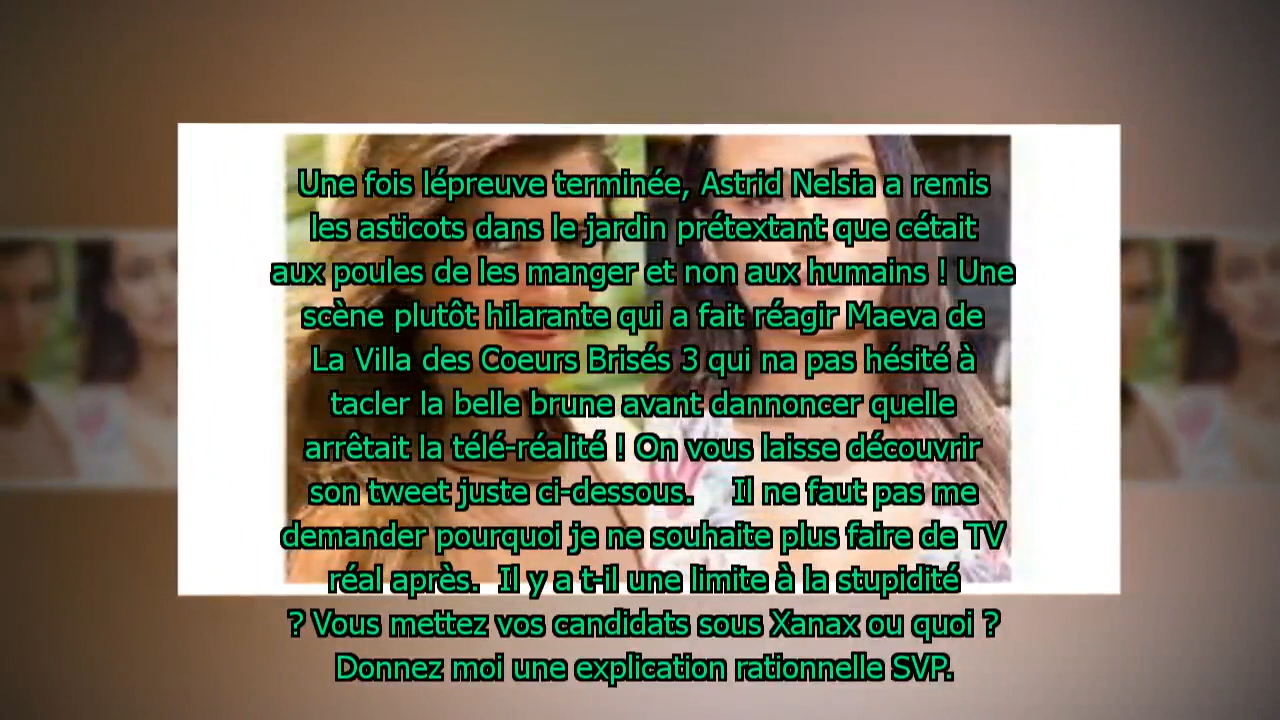 Une fois lépreuve terminée, Astrid Nelsia a remis
les asticots dans le jardin prétextant que cétait
aux poules de les manger et non aux humains ! Une
scène plutôt hilarante qui a fait réagir Maeva de
La Villa des Coeurs Brisés 3 qui na pas hésité à
tacler la belle brune avant dannoncer quelle
arrêtait la télé-réalité ! On vous laisse découvrir
son tweet juste ci-dessous. Il ne faut pas me
demander pourquoi je ne souhaite plus faire de TV
réal après. Il y a t-il une limite à la stupidité
? Vous mettez vos candidats sous Xanax ou quoi ?
Donnez moi une explication rationnelle SVP.